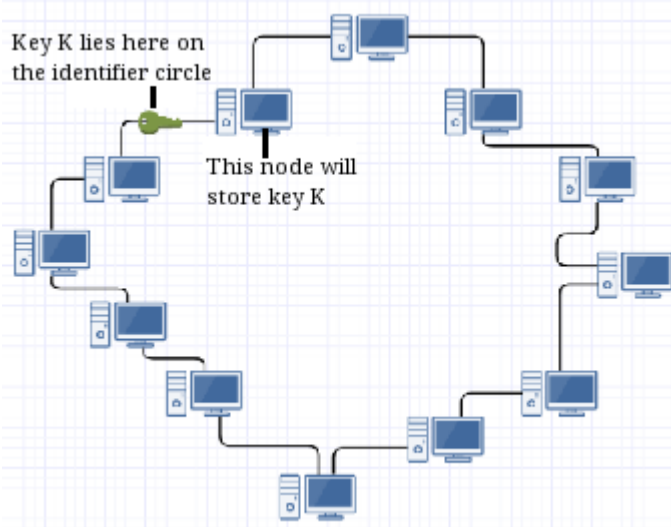 Key K lies here on
the identifier circle
This node will
store key K